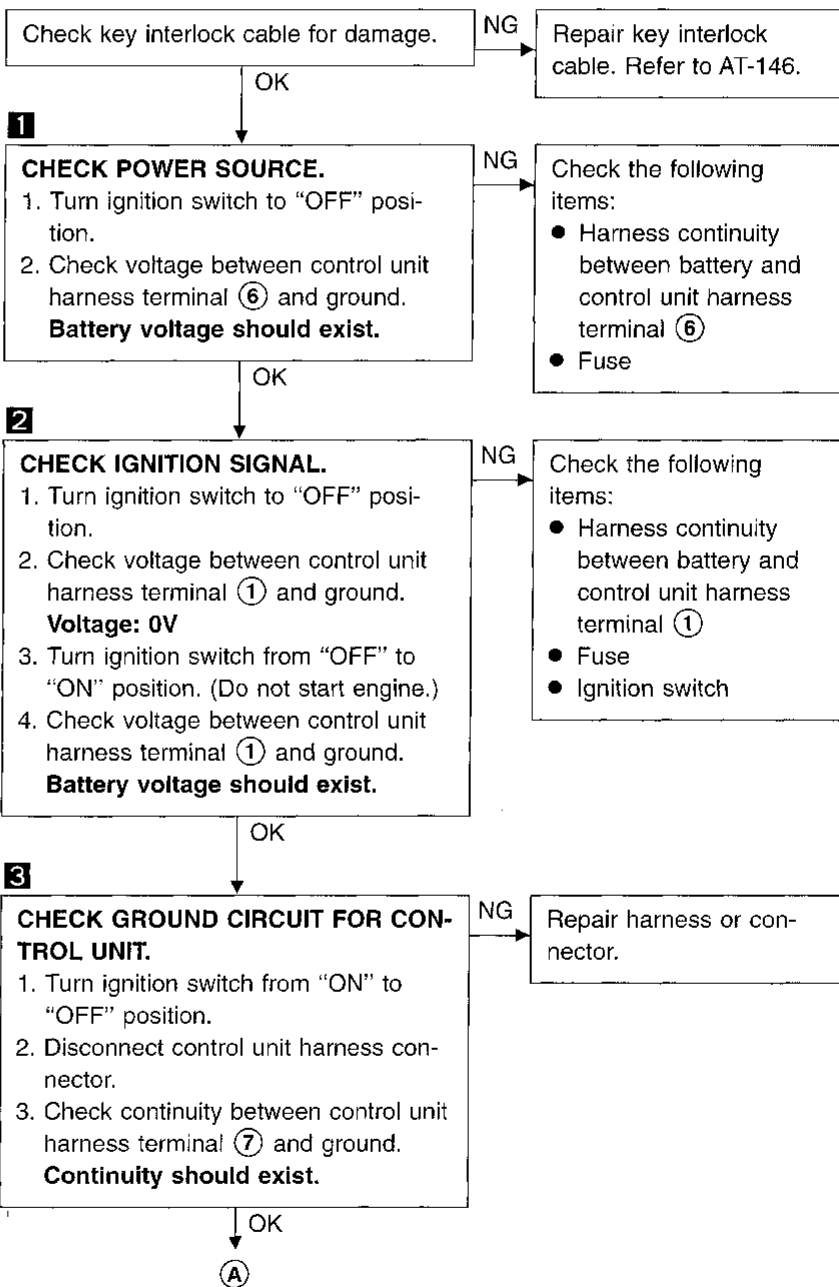 Check key interlock cable for damage.
NG
Repair key interlock
cable. Refer to AT-146.
OK
1
CHECK POWER SOURCE.
1. Turn ignition switch to “OFF” posi-
tion.
2. Check voltage between control unit
harness terminal ⑥ and ground.
Battery voltage should exist.
NG
Check the following
items:
● Harness continuity
between battery and
control unit harness
terminal ⑥
● Fuse
OK
2
CHECK IGNITION SIGNAL.
1. Turn ignition switch to “OFF” posi-
tion.
2. Check voltage between control unit
harness terminal ① and ground.
Voltage: 0V
3. Turn ignition switch from “OFF” to
“ON” position. (Do not start engine.)
4. Check voltage between control unit
harness terminal ① and ground.
Battery voltage should exist.
NG
Check the following
items:
● Harness continuity
between battery and
control unit harness
terminal ①
● Fuse
● Ignition switch
OK
3
CHECK GROUND CIRCUIT FOR CON-
TROL UNIT.
1. Turn ignition switch from “ON” to
“OFF” position.
2. Disconnect control unit harness con-
nector.
3. Check continuity between control unit
harness terminal ⑦ and ground.
Continuity should exist.
NG
Repair harness or con-
nector.
OK
Ⓐ